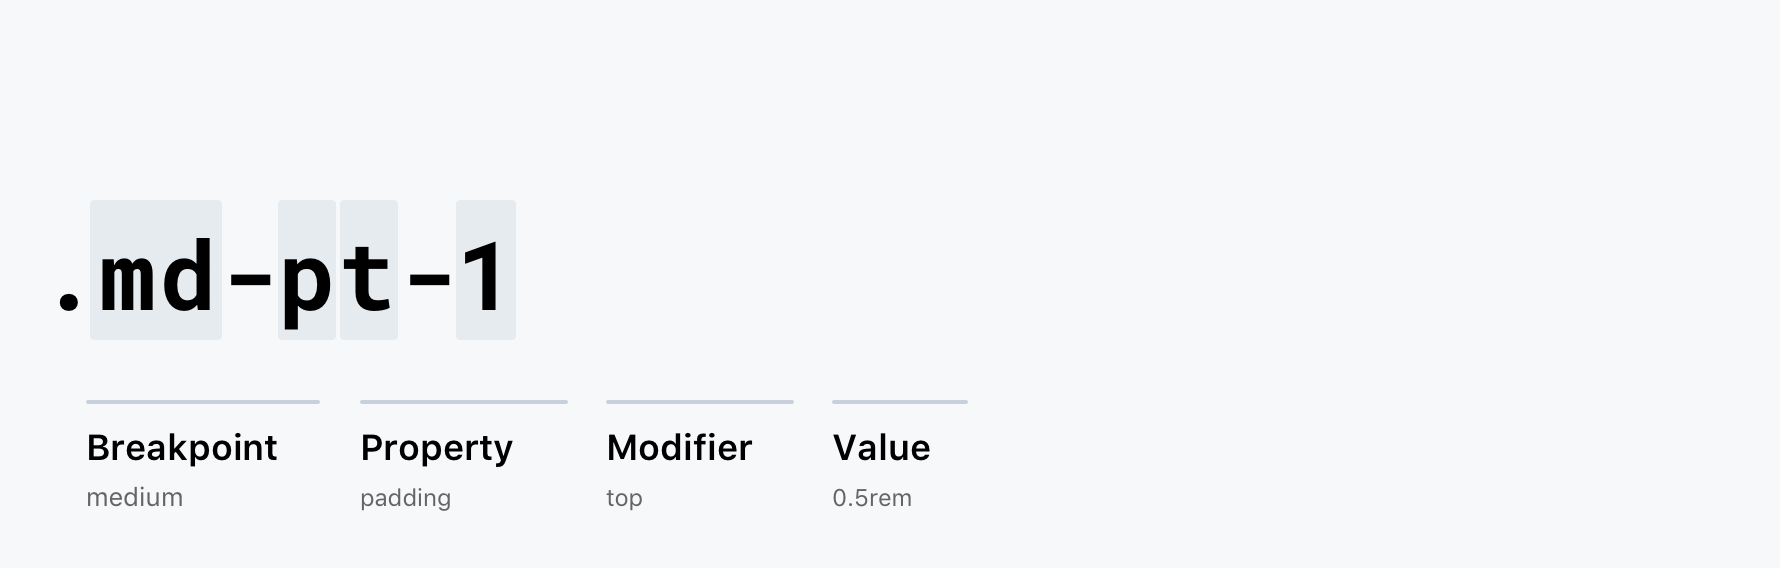 .md-pt-1
Breakpoint Property Modifier Value
medium padding top 0.5rem